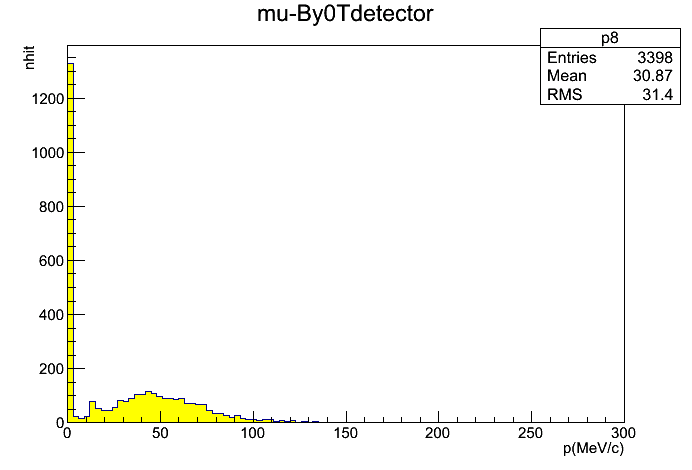 mu-By0Tdetector
p8
Entries 3398
Mean 30.87
RMS 31.4
nhit
1200
1000
800
600
400
200
0
0 50 100 150 200 250 300
p(MeV/c)